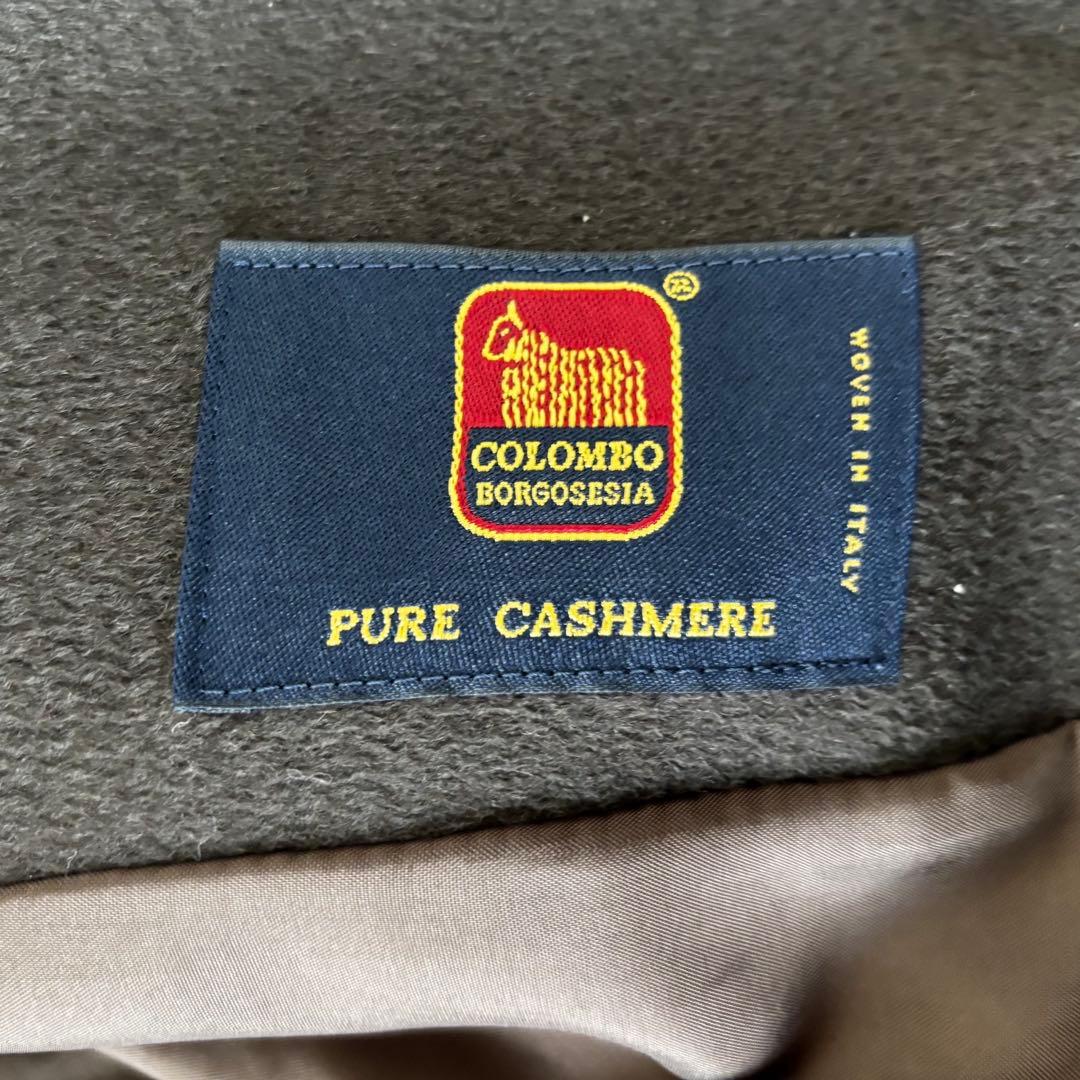 ®
COLOMBO
BORGOSESIA
PURE CASHMERE
WOVEN IN ITALY